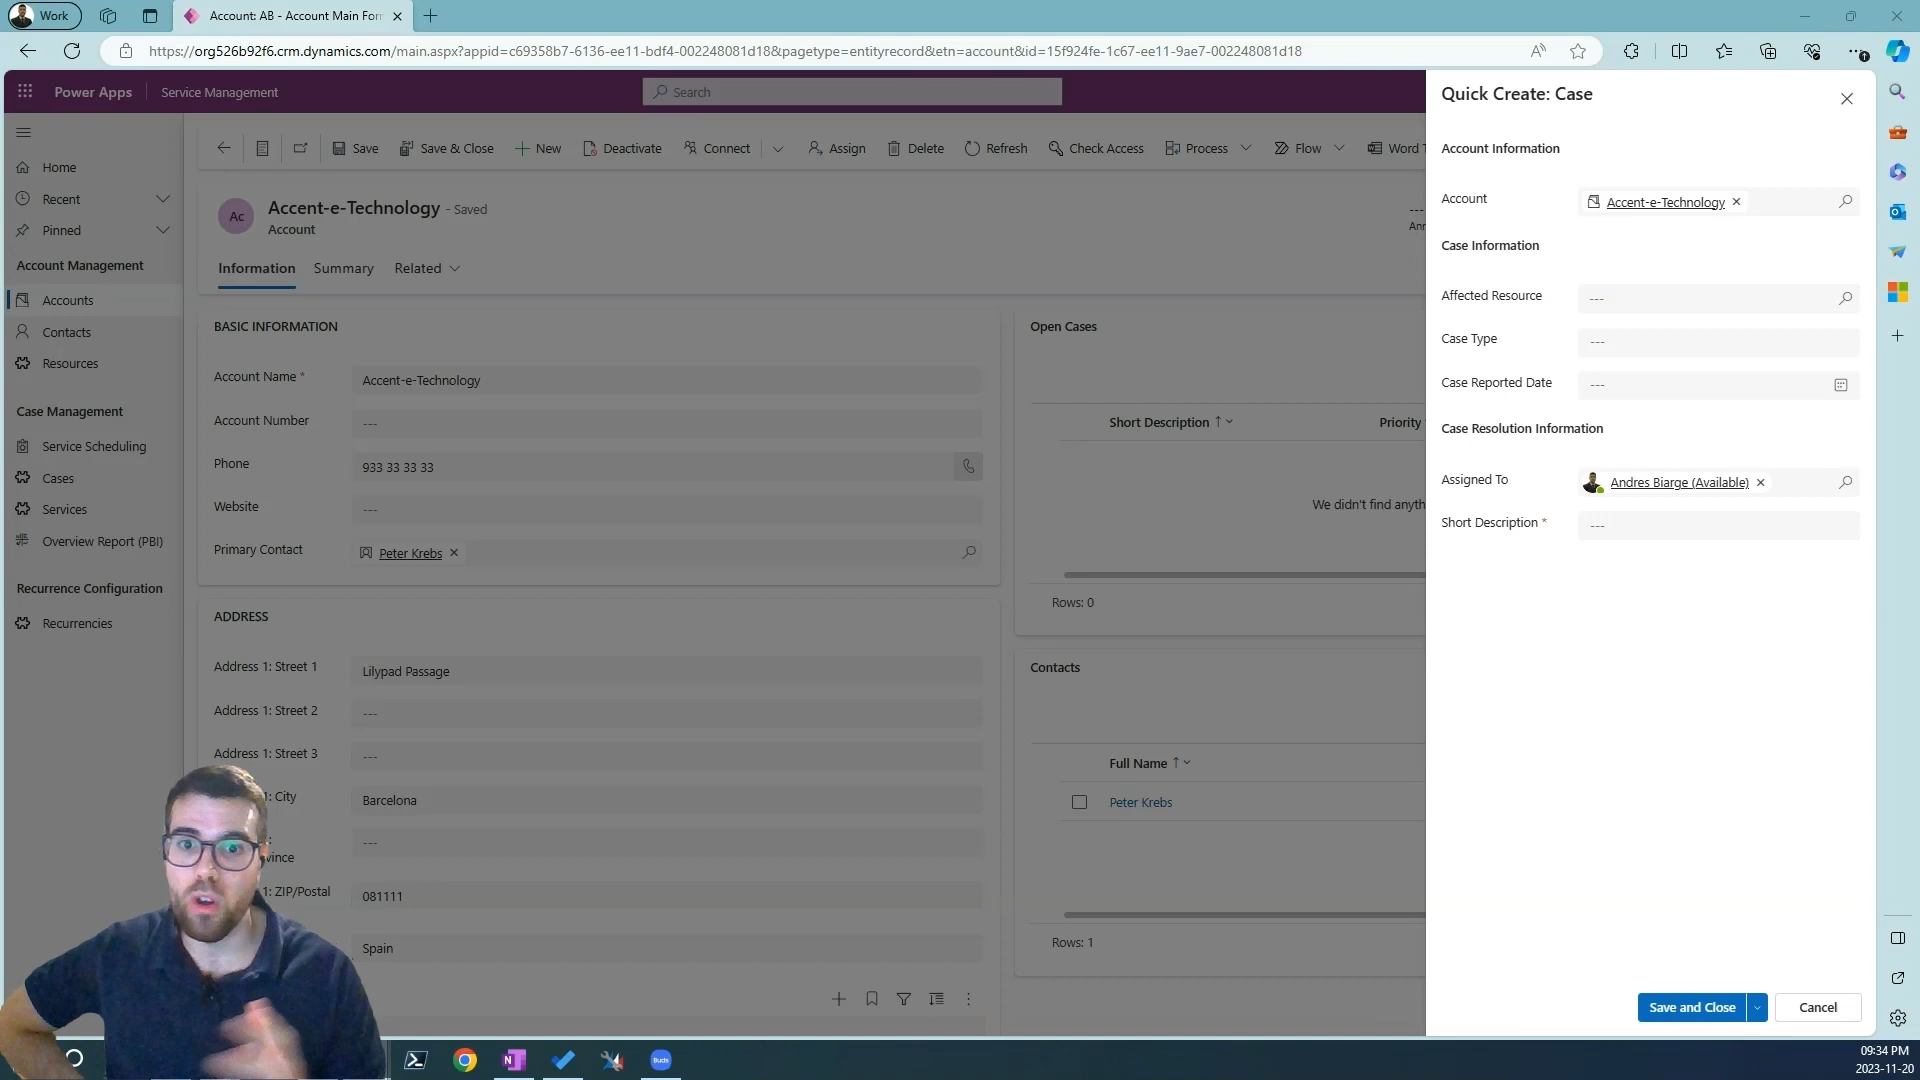 Work
Account: AB - Account Main For
https://org526b92f6.crm.dynamics.com/main.aspx?appid=c69358b7-6136-ee11-bdf4-002248081d18&pagetype=entityrecord&etn=account&id=15f924fe-1c67-ee11-9ae7-002248081d18
Power Apps
Service Management
Search
Home
Recent
Pinned
Account Management
Accounts
Contacts
Resources
Case Management
Service Scheduling
Cases
Services
Overview Report (PBI)
Recurrence Configuration
Recurrencies
Save
Save & Close
New
Deactivate
Connect
Assign
Delete
Refresh
Check Access
Process
Flow
Word T
Ac
Accent-e-Technology - Saved
Account
---
Ann
Information
Summary
Related
BASIC INFORMATION
Account Name *
Accent-e-Technology
Account Number
---
Phone
933 33 33 33
Website
---
Primary Contact
Peter Krebs
ADDRESS
Address 1: Street 1
Lilypad Passage
Address 1: Street 2
---
Address 1: Street 3
---
1: City
Barcelona
:
vince
---
1: ZIP/Postal
081111
Spain
Open Cases
Short Description
Priority
We didn't find anyth
Rows: 0
Contacts
Full Name
Peter Krebs
Rows: 1
Quick Create: Case
Account Information
Account
Accent-e-Technology
Case Information
Affected Resource
---
Case Type
---
Case Reported Date
---
Case Resolution Information
Assigned To
Andres Biarge (Available)
Short Description *
---
Save and Close
Cancel
Buds
09:34 PM
2023-11-20